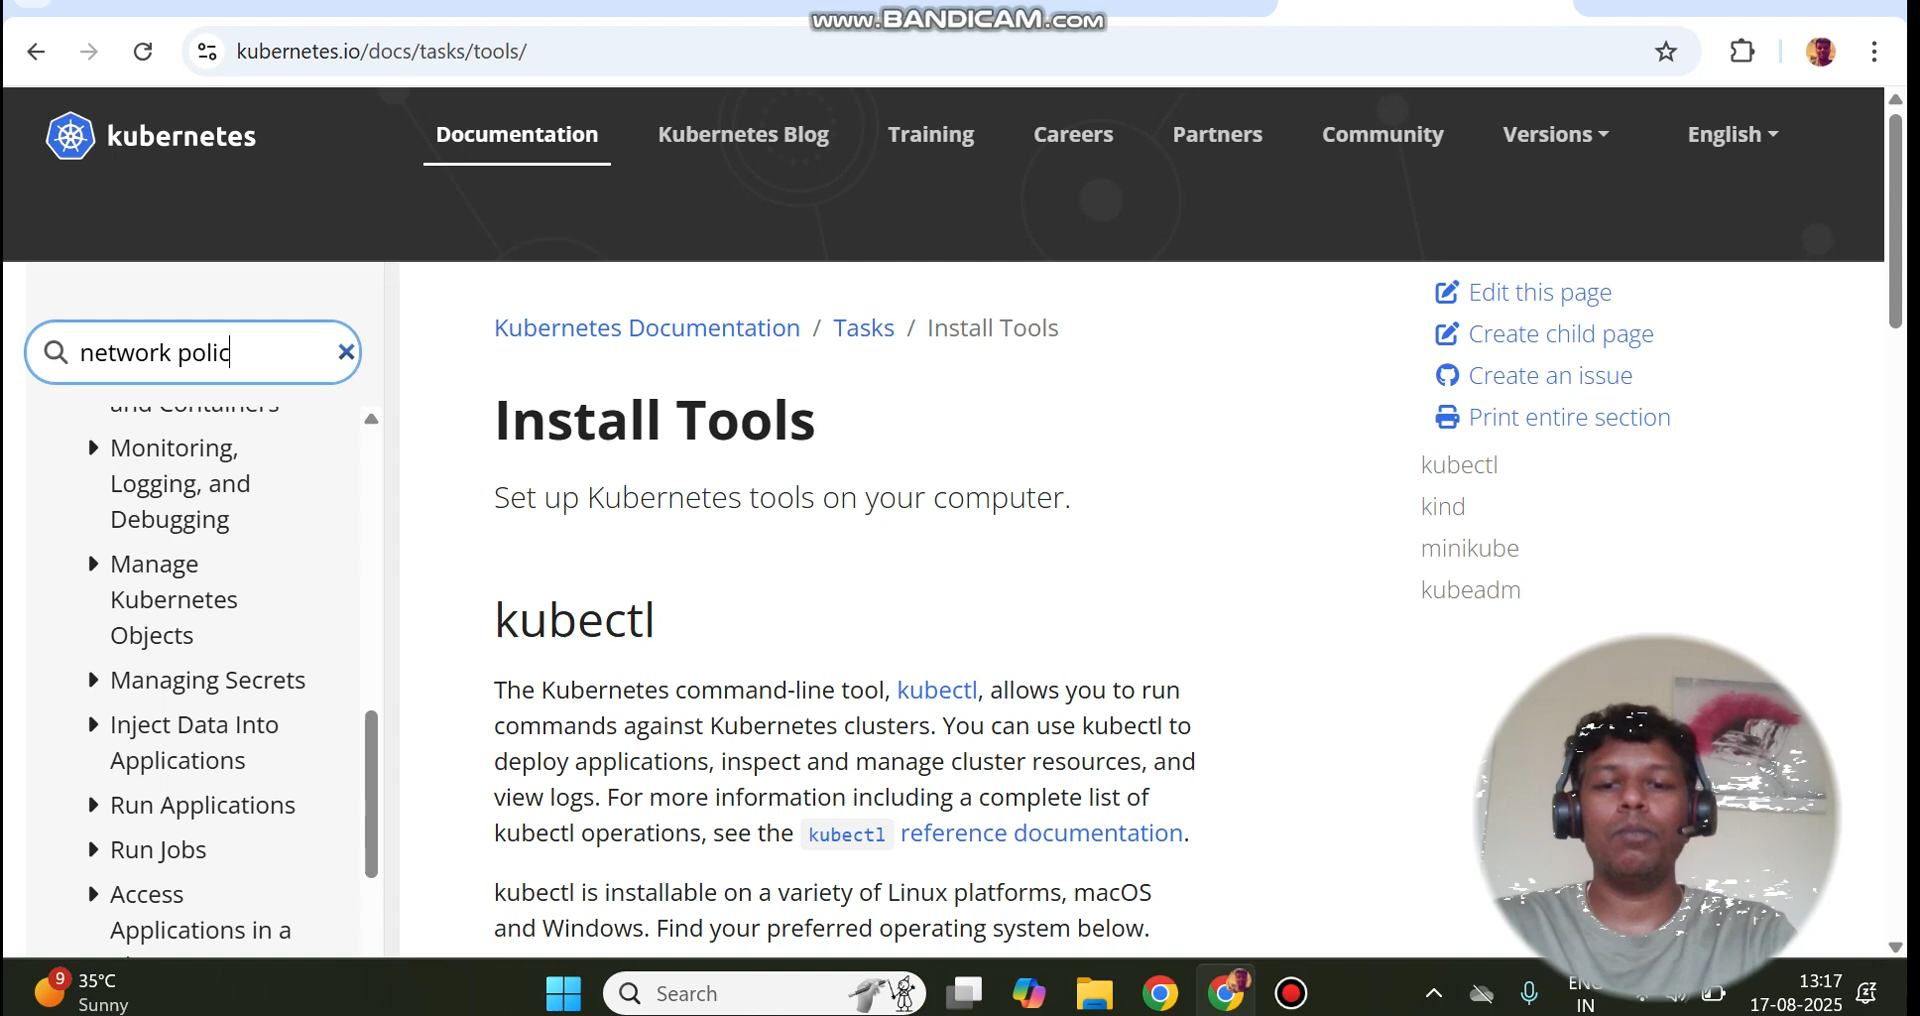 www.BANDICAM.com
kubernetes.io/docs/tasks/tools/
kubernetes
Documentation
Kubernetes Blog
Training
Careers
Partners
Community
Versions
English
network polic
and Containers
Monitoring,
Logging, and
Debugging
Manage
Kubernetes
Objects
Managing Secrets
Inject Data Into
Applications
Run Applications
Run Jobs
Access
Applications in a
Kubernetes Documentation / Tasks / Install Tools
Install Tools
Set up Kubernetes tools on your computer.
kubectl
The Kubernetes command-line tool, kubectl, allows you to run
commands against Kubernetes clusters. You can use kubectl to
deploy applications, inspect and manage cluster resources, and
view logs. For more information including a complete list of
kubectl operations, see the kubectl reference documentation.
kubectl is installable on a variety of Linux platforms, macOS
and Windows. Find your preferred operating system below.
Edit this page
Create child page
Create an issue
Print entire section
kubectl
kind
minikube
kubeadm
9
35°C
Sunny
Search
ENG
IN
13:17
17-08-2025